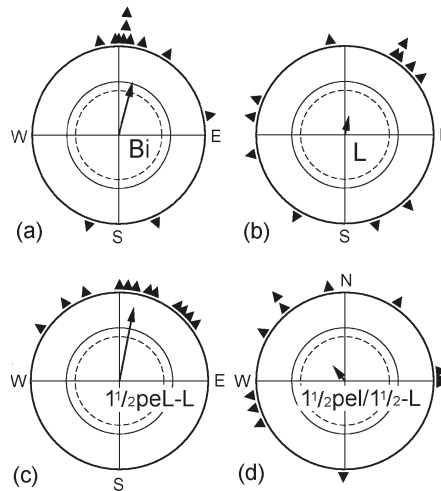 W E
Bi L
(a) S (b) S
N
W E W
1½peL-L 1½pel/1½-L
(c) S (d)